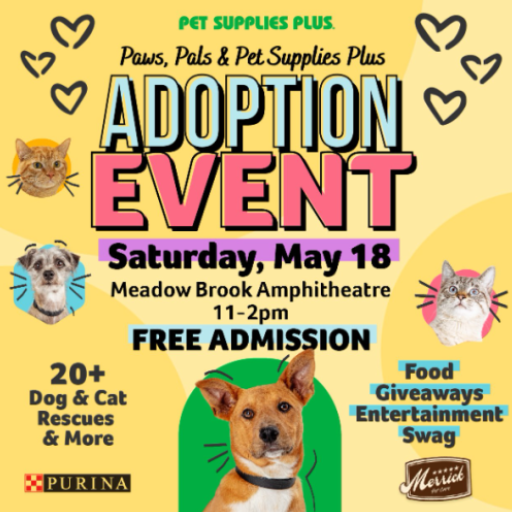 PET SUPPLIES PLUS.
Paws, Pals & Pet Supplies Plus
ADOPTION
EVENT
Saturday, May 18
Meadow Brook Amphitheatre
11-2pm
FREE ADMISSION
20+
Dog & Cat
Rescues
& More
Food
Giveaways
Entertainment
Swag
PURINA
Merrick